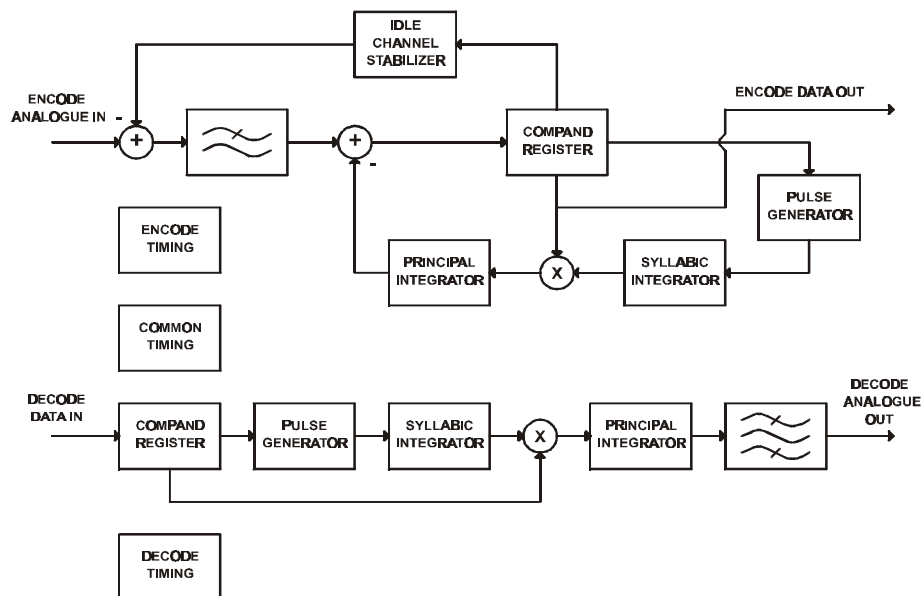 IDLE
CHANNEL
STABILIZER
ENCODE
ANALOGUE IN
-
+
+
-
COMPAND
REGISTER
ENCODE DATA OUT
PULSE
GENERATOR
ENCODE
TIMING
PRINCIPAL
INTEGRATOR
X
SYLLABIC
INTEGRATOR
COMMON
TIMING
DECODE
DATA IN
COMPAND
REGISTER
PULSE
GENERATOR
SYLLABIC
INTEGRATOR
X
PRINCIPAL
INTEGRATOR
DECODE
ANALOGUE
OUT
DECODE
TIMING